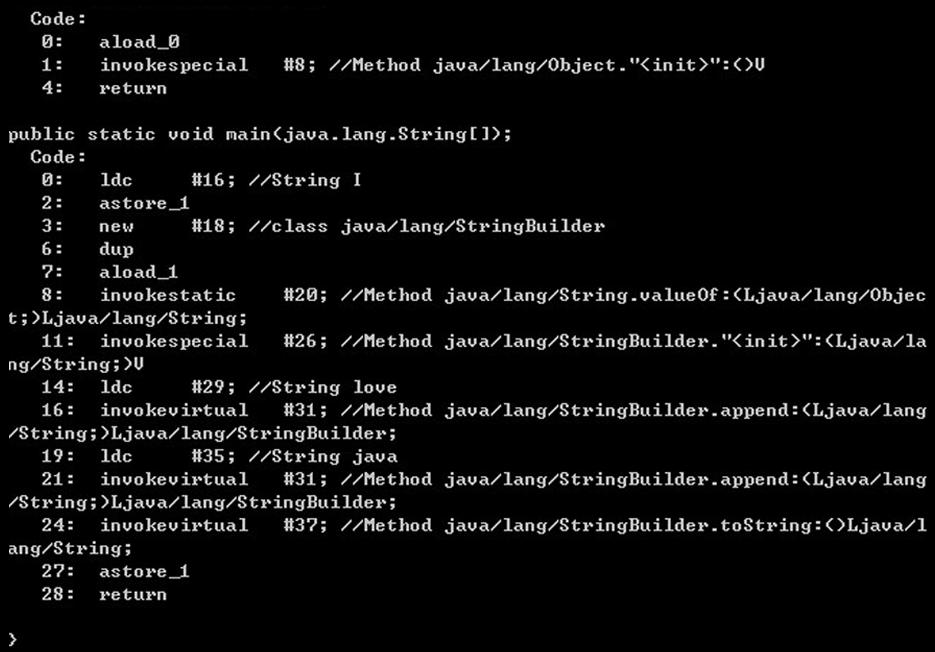 Code:
0: aload_0
1: invokespecial #8; //Method java/lang/Object."<init>":()V
4: return
public static void main(java.lang.String[]);
Code:
0: ldc #16; //String I
2: astore_1
3: new #18; //class java/lang/StringBuilder
6: dup
7: aload_1
8: invokestatic #20; //Method java/lang/String.valueOf:(Ljava/lang/Objec
t;)Ljava/lang/String;
11: invokespecial #26; //Method java/lang/StringBuilder."<init>":(Ljava/la
ng/String;)V
14: ldc #29; //String love
16: invokevirtual #31; //Method java/lang/StringBuilder.append:(Ljava/lang
/String;)Ljava/lang/StringBuilder;
19: ldc #35; //String java
21: invokevirtual #31; //Method java/lang/StringBuilder.append:(Ljava/lang
/String;)Ljava/lang/StringBuilder;
24: invokevirtual #37; //Method java/lang/StringBuilder.toString:()Ljava/l
ang/String;
27: astore_1
28: return
}